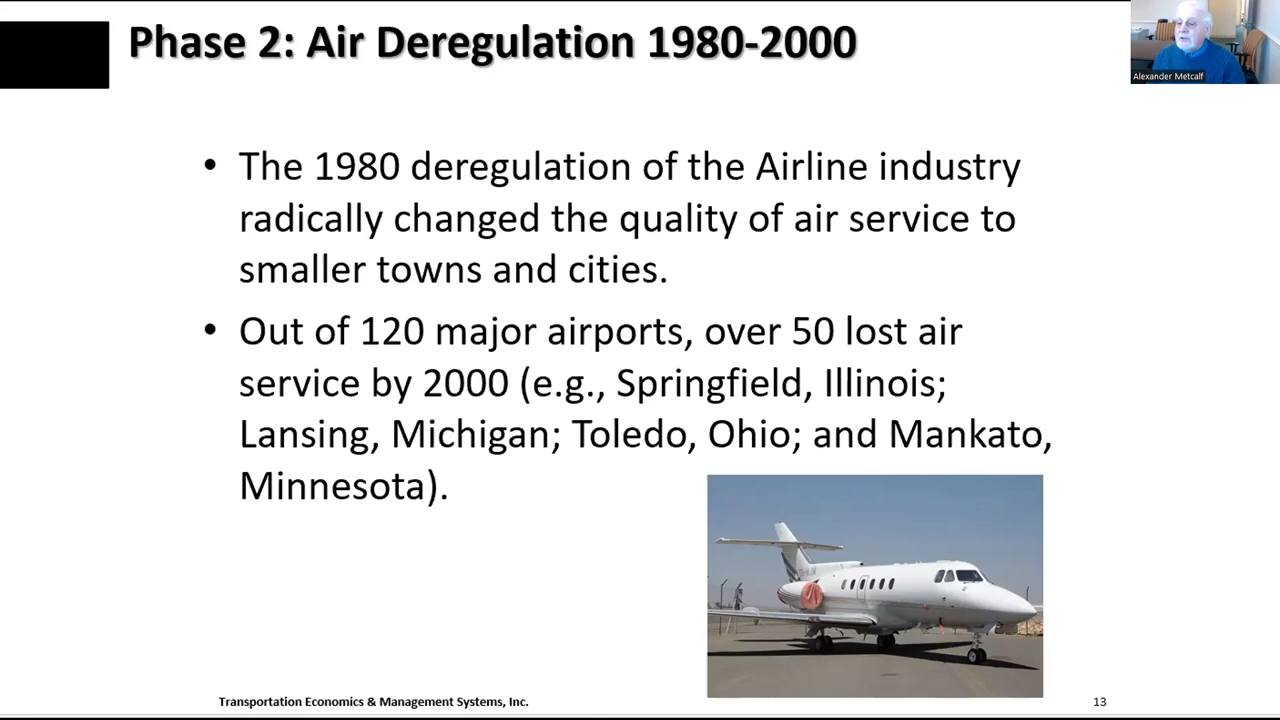 Phase 2: Air Deregulation 1980-2000
Alexander Metcalf
• The 1980 deregulation of the Airline industry
radically changed the quality of air service to
smaller towns and cities.
• Out of 120 major airports, over 50 lost air
service by 2000 (e.g., Springfield, Illinois;
Lansing, Michigan; Toledo, Ohio; and Mankato,
Minnesota).
Transportation Economics & Management Systems, Inc.
13